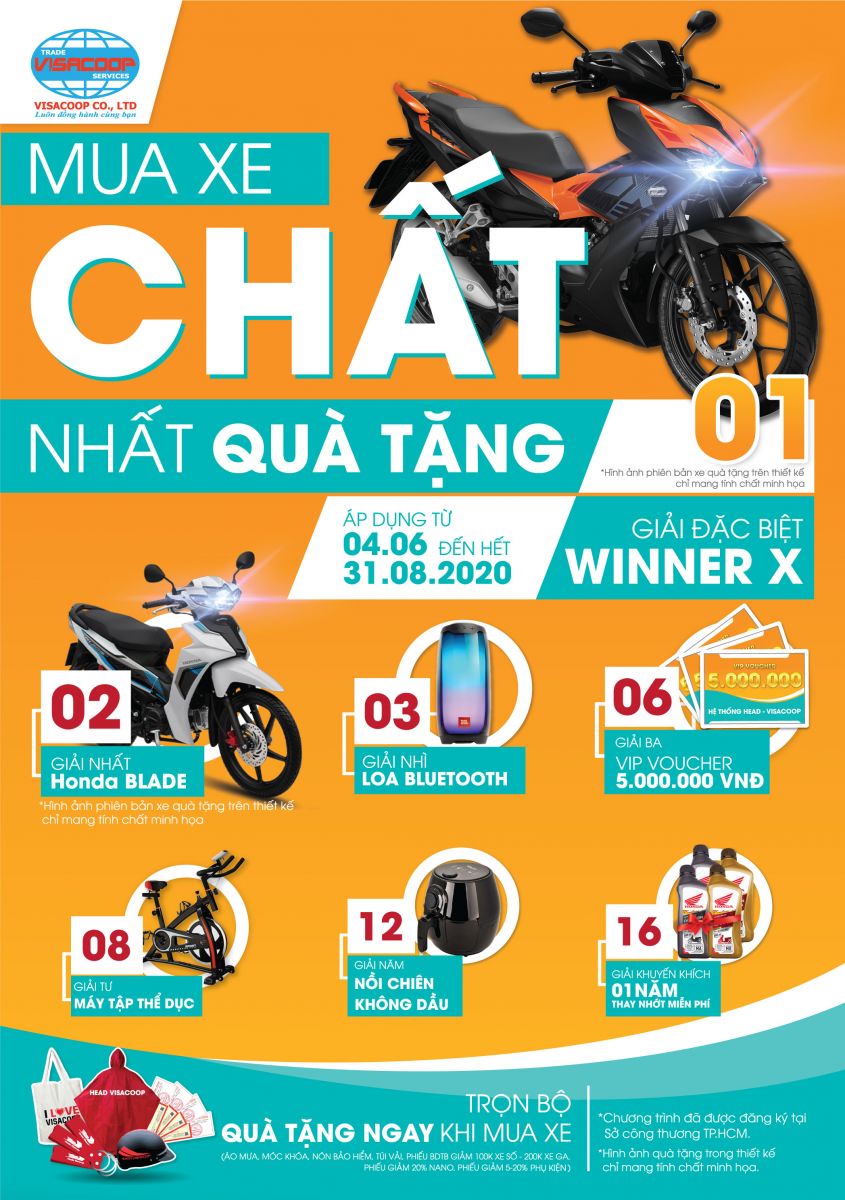 TRADE
VISACOOP
SERVICES
VISACOOP CO., LTD
Luôn đồng hành cùng bạn
MUA XE
CHẤT
NHẤT QUÀ TẶNG
01
*Hình ảnh phiên bản xe quà tặng trên thiết kế
chỉ mang tính chất minh họa
ÁP DỤNG TỪ
04.06 ĐẾN HẾT
31.08.2020
GIẢI ĐẶC BIỆT
WINNER X
02
GIẢI NHẤT
Honda BLADE
*Hình ảnh phiên bản xe quà tặng trên thiết kế
chỉ mang tính chất minh họa
03
JBL
GIẢI NHÌ
LOA BLUETOOTH
06
VIP VOUCHER
5.000.000
HỆ THỐNG HEAD - VISACOOP
GIẢI BA
VIP VOUCHER
5.000.000 VNĐ
08
GIẢI TƯ
MÁY TẬP THỂ DỤC
12
GIẢI NĂM
NỒI CHIÊN
KHÔNG DẦU
16
HONDA
HONDA
GIẢI KHUYẾN KHÍCH
01 NĂM
THAY NHỚT MIỄN PHÍ
HEAD VISACOOP
I LOVE
VISACOOP
TRỌN BỘ
QUÀ TẶNG NGAY KHI MUA XE
(ÁO MƯA, MÓC KHÓA, NÓN BẢO HIỂM, TÚI VẢI, PHIẾU BDTB GIẢM 100K XE SỐ - 200K XE GA,
PHIẾU GIẢM 20% NANO, PHIẾU GIẢM 5-20% PHỤ KIỆN)
*Chương trình đã được đăng ký tại
Sở công thương TP.HCM.
*Hình ảnh quà tặng trong thiết kế
chỉ mang tính chất minh họa.